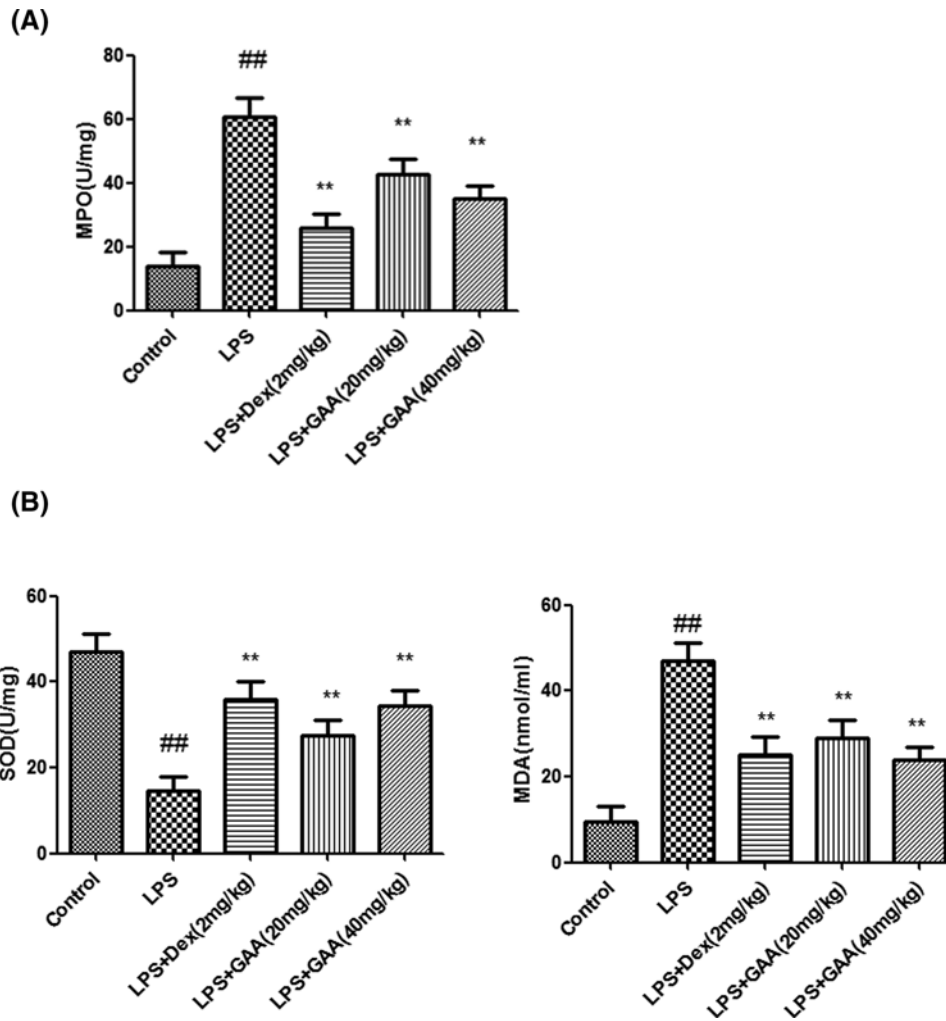 (A)
80
60
40
20
0
MPO(U/mg)
##
**
**
**
Control
LPS
LPS+Dex(2mg/kg)
LPS+GAA(20mg/kg)
LPS+GAA(40mg/kg)
(B)
60
40
20
0
SOD(U/mg)
##
**
**
**
Control
LPS
LPS+Dex(2mg/kg)
LPS+GAA(20mg/kg)
LPS+GAA(40mg/kg)
60
40
20
0
MDA(nmol/ml)
##
**
**
**
Control
LPS
LPS+Dex(2mg/kg)
LPS+GAA(20mg/kg)
LPS+GAA(40mg/kg)